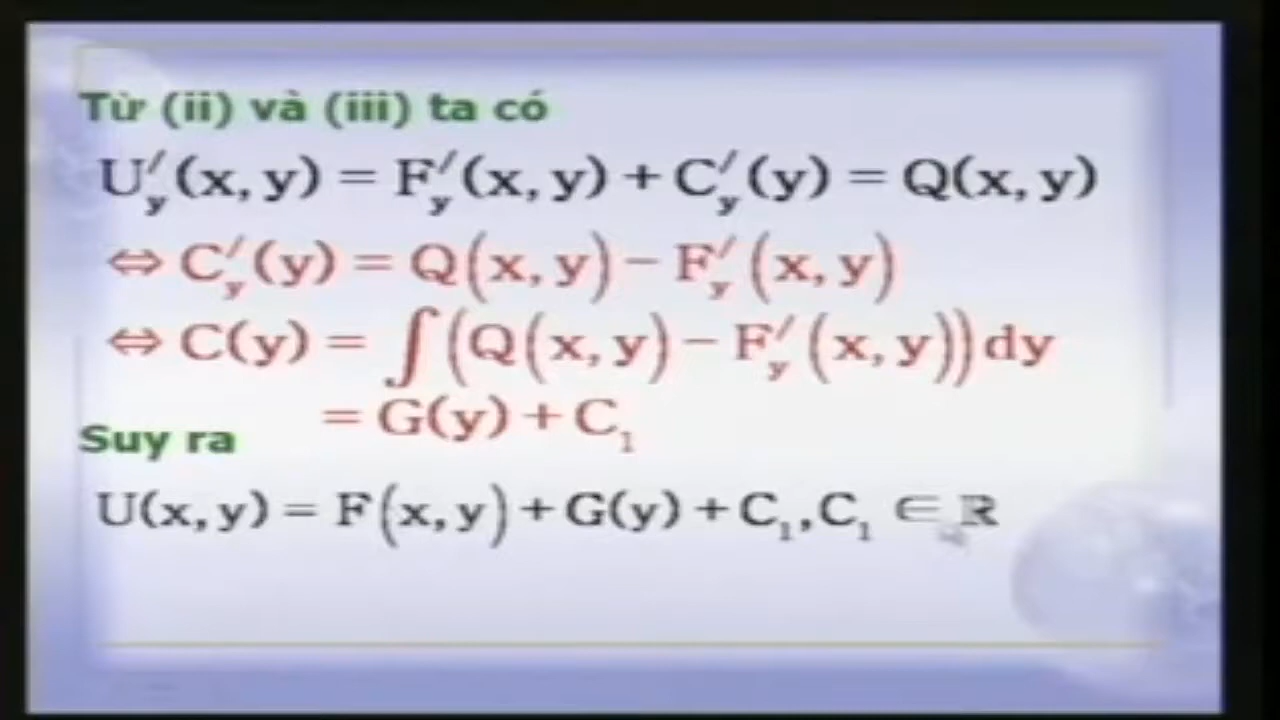 Từ (ii) và (iii) ta có
U′y(x, y) = F′y(x, y) + C′y(y) = Q(x, y)
⇔ C′y(y) = Q(x, y) − F′y(x, y)
⇔ C(y) = ∫(Q(x, y) − F′y(x, y))dy
= G(y) + C₁
Suy ra
U(x, y) = F(x, y) + G(y) + C₁, C₁ ∈ ℝ